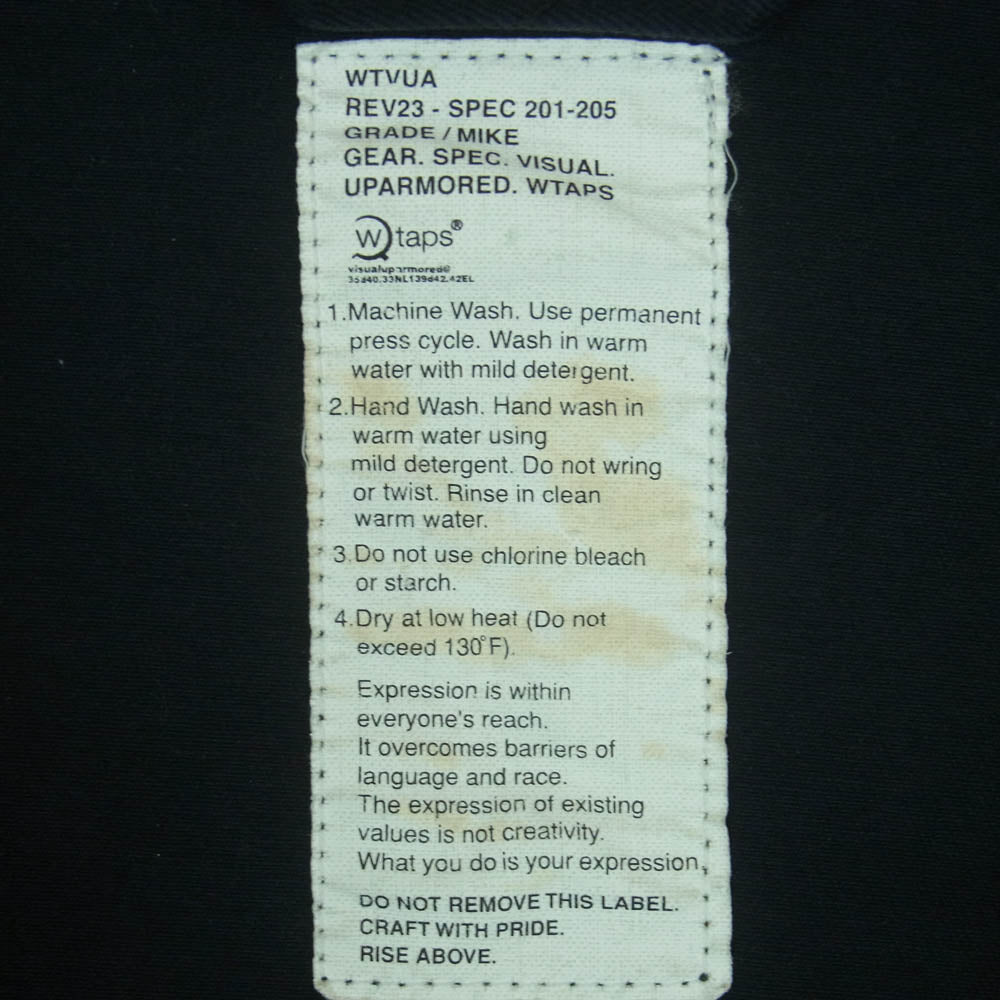 WTVUA
REV23 - SPEC 201-205
GRADE / MIKE
GEAR. SPEC. VISUAL.
UPARMORED. WTAPS
W)taps®
visualuparmored©
35d40.33NL139d42.42EL
1.Machine Wash. Use permanent
press cycle. Wash in warm
water with mild detergent.
2.Hand Wash. Hand wash in
warm water using
mild detergent. Do not wring
or twist. Rinse in clean
warm water.
3.Do not use chlorine bleach
or starch.
4.Dry at low heat (Do not
exceed 130°F).
Expression is within
everyone's reach.
It overcomes barriers of
language and race.
The expression of existing
values is not creativity.
What you do is your expression.
DO NOT REMOVE THIS LABEL.
CRAFT WITH PRIDE.
RISE ABOVE.